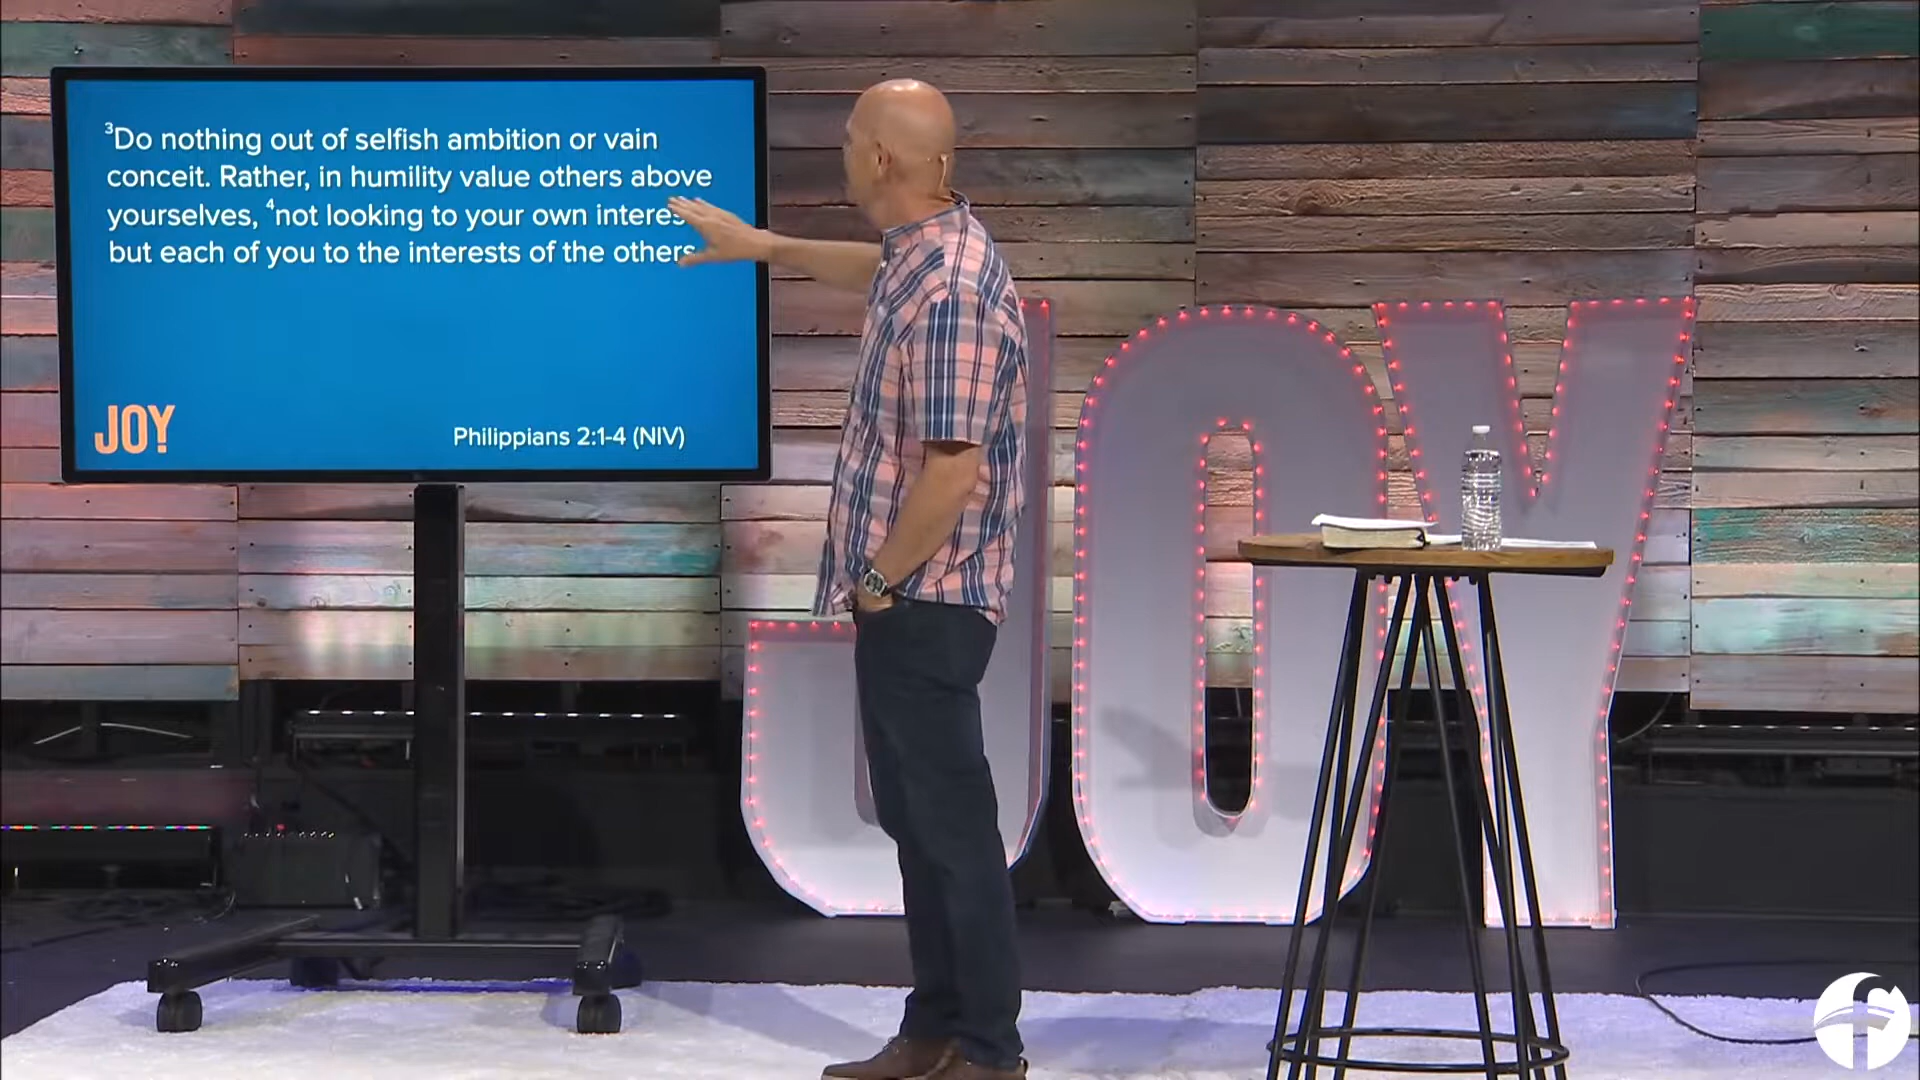 ³Do nothing out of selfish ambition or vain
conceit. Rather, in humility value others above
yourselves, ⁴not looking to your own interes
but each of you to the interests of the others
JOY
Philippians 2:1-4 (NIV)
JOY